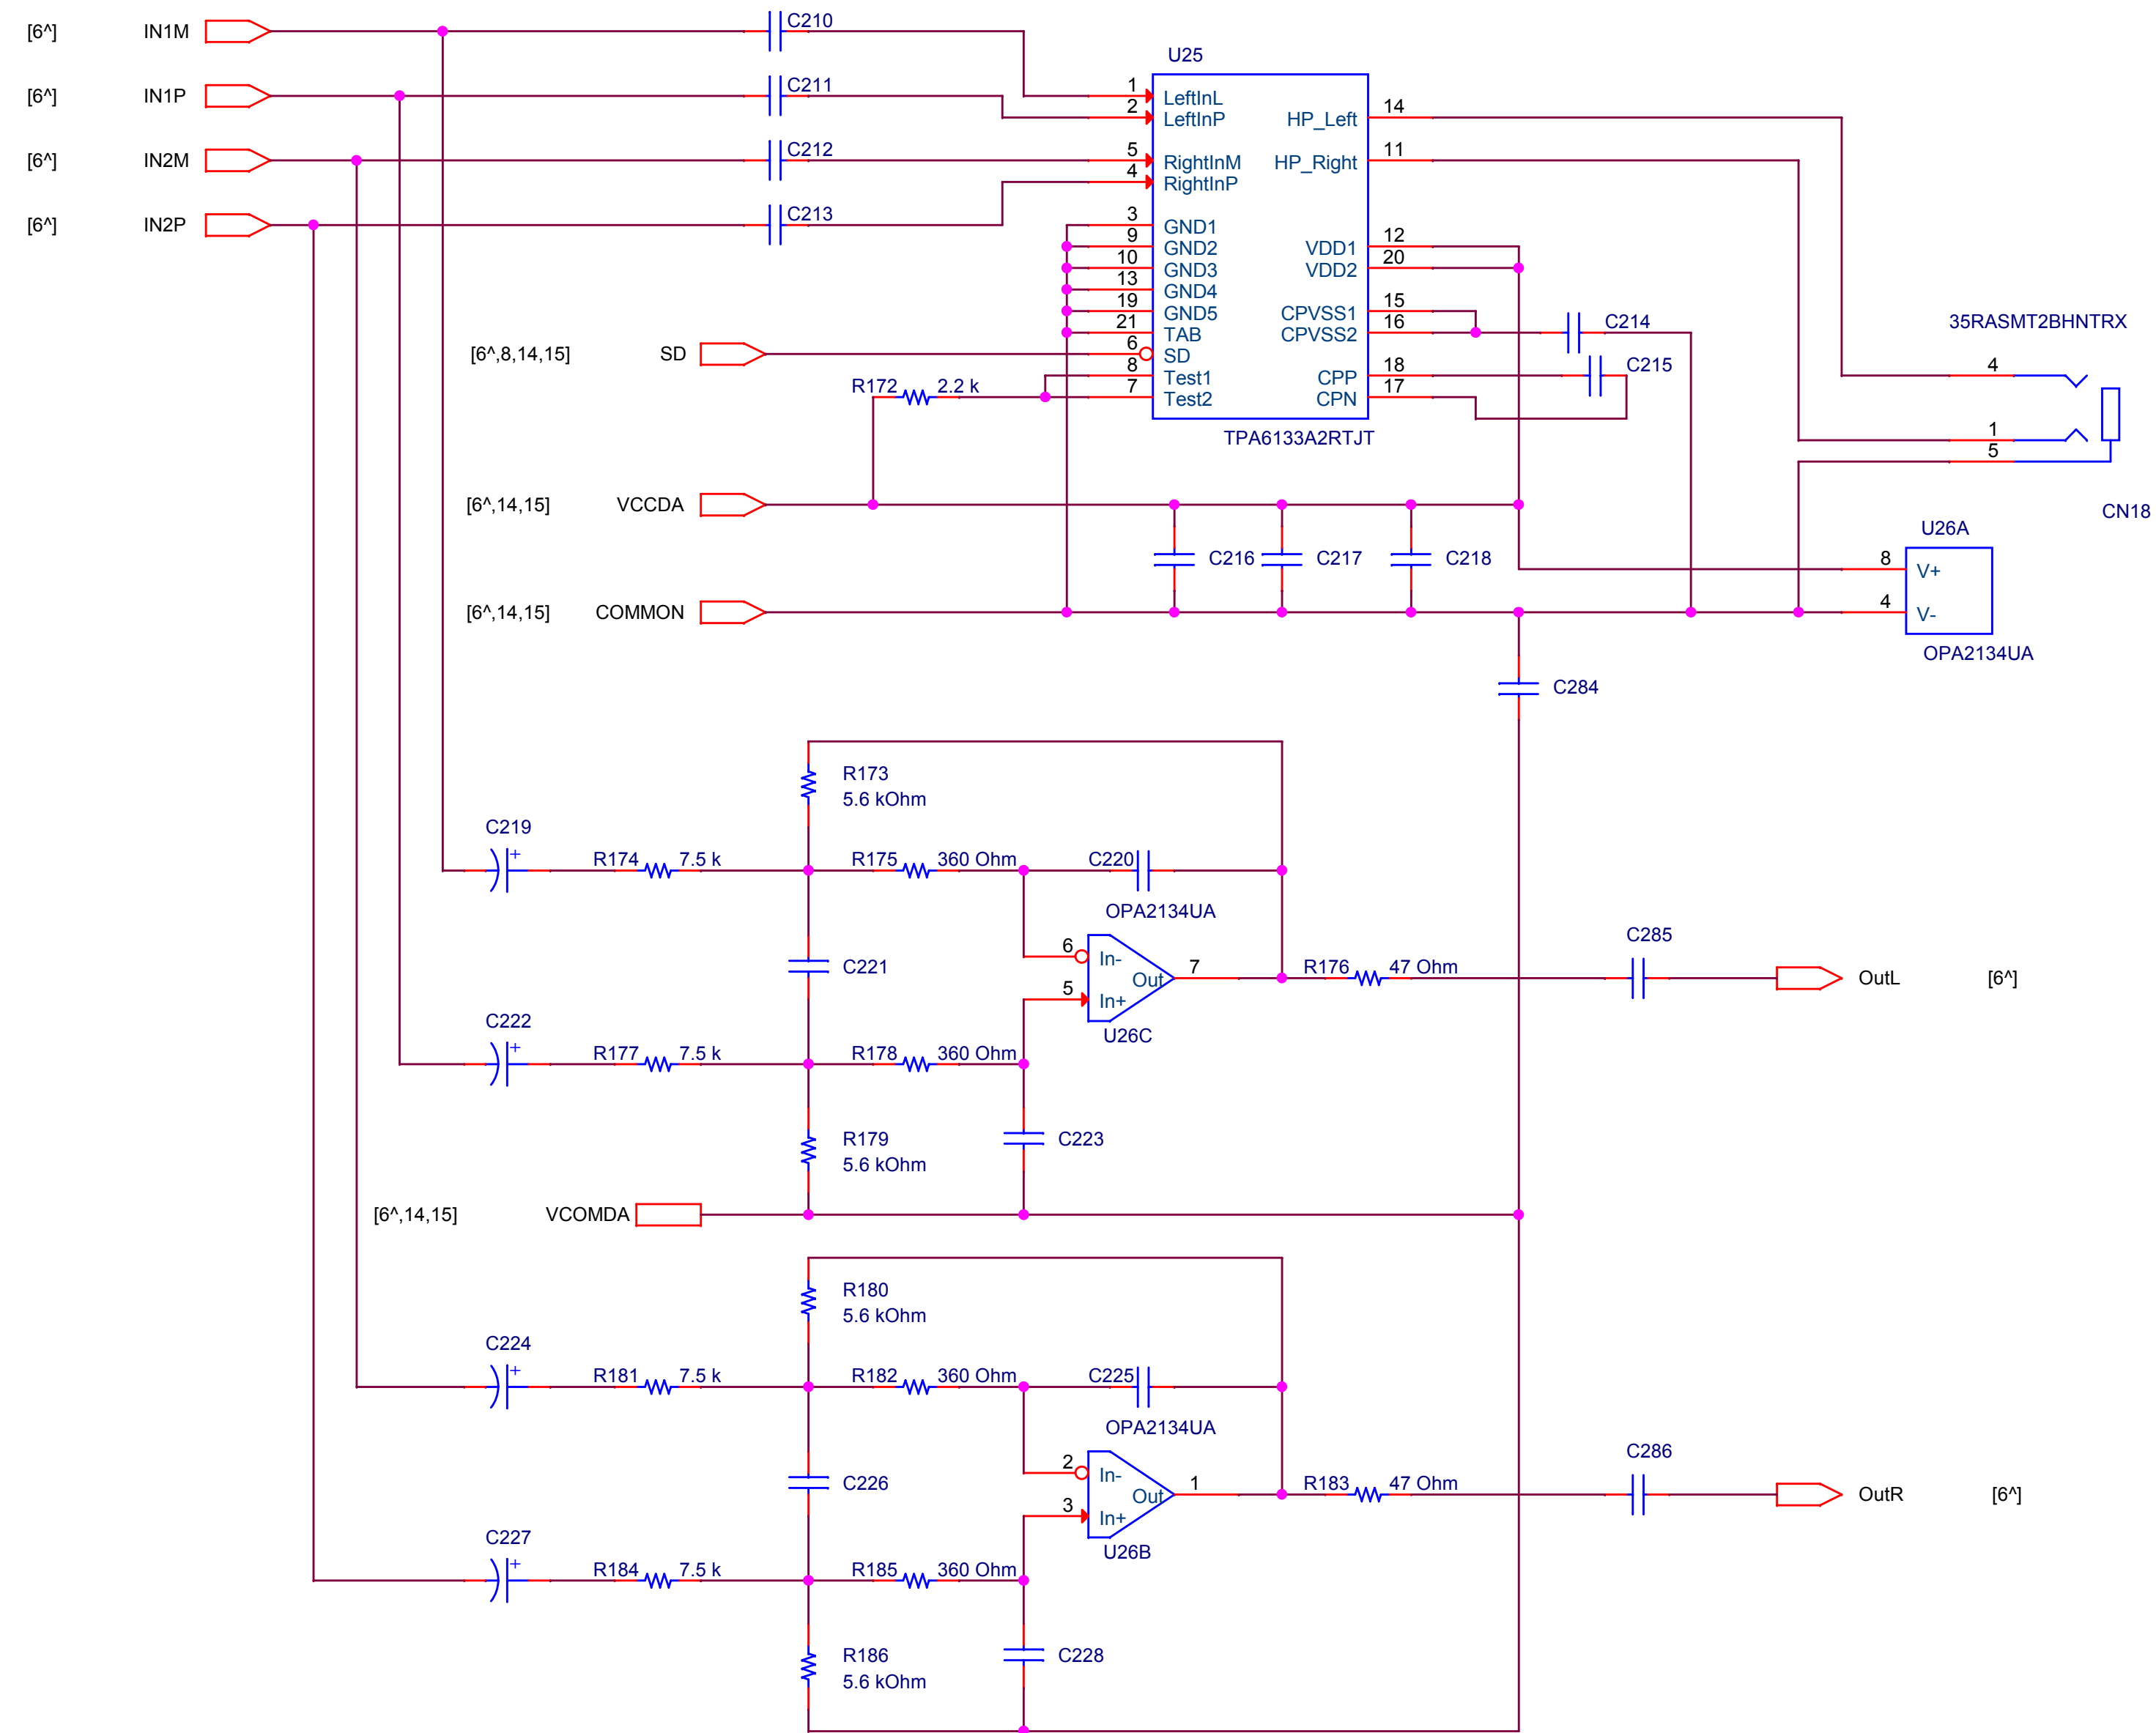 [6^] IN1M C210
U25
[6^] IN1P C211
1 LeftInL
2 LeftInP HP_Left 14
[6^] IN2M C212
5 RightInM HP_Right 11
4 RightInP
[6^] IN2P C213
3 GND1
9 GND2 VDD1 12
10 GND3 VDD2 20
13 GND4
19 GND5 CPVSS1 15
21 TAB CPVSS2 16 C214 35RASMT2BHNTRX
[6^,8,14,15] SD 6 SD
8 Test1 CPP 18 C215 4
R172 2.2 k 7 Test2 CPN 17
TPA6133A2RTJT 1
5
[6^,14,15] VCCDA CN18
U26A
C216 C217 C218 8 V+
[6^,14,15] COMMON 4 V-
OPA2134UA
C284
R173
5.6 kOhm
C219
+
R174 7.5 k R175 360 Ohm C220
OPA2134UA
C285
6 In-
C221 7 R176 47 Ohm
Out OutL [6^]
5 In+
C222 U26C
+
R177 7.5 k R178 360 Ohm
R179 C223
5.6 kOhm
[6^,14,15] VCOMDA
R180
5.6 kOhm
C224
+
R181 7.5 k R182 360 Ohm C225
OPA2134UA
C286
2 In-
C226 1 R183 47 Ohm
Out OutR [6^]
3 In+
C227 U26B
+
R184 7.5 k R185 360 Ohm
R186 C228
5.6 kOhm